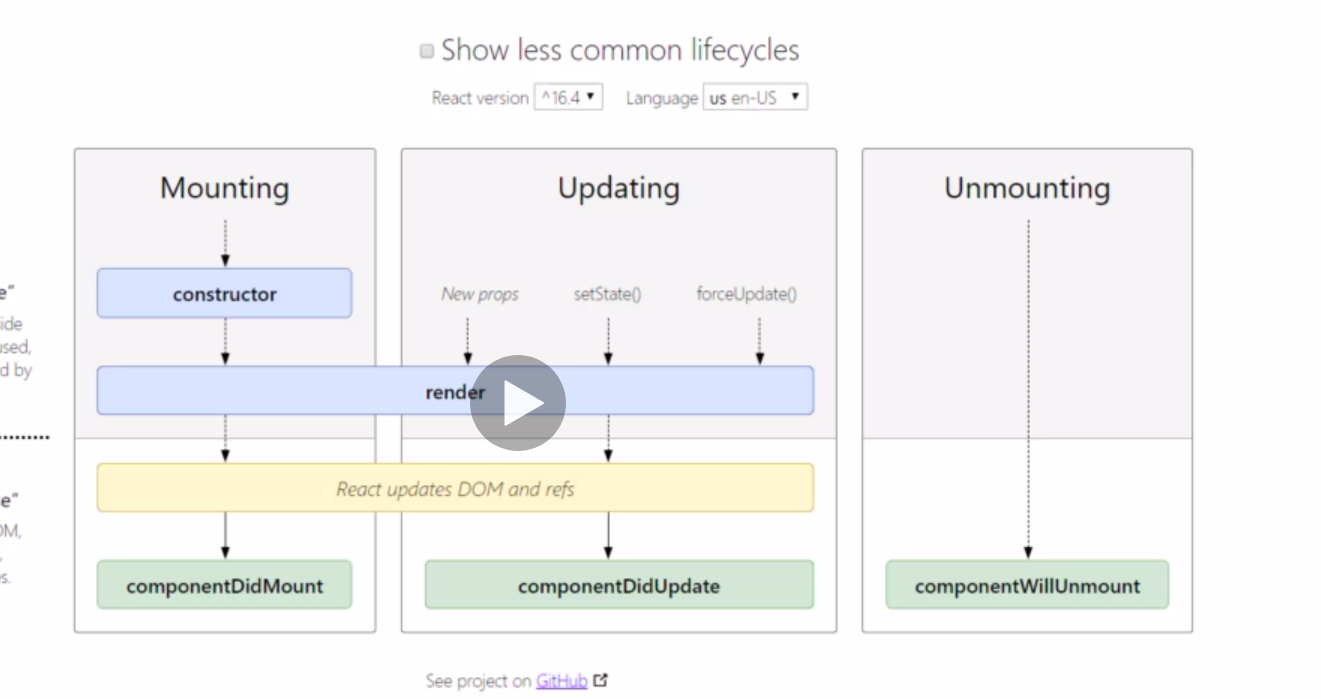 Show less common lifecycles
React version ^16.4 Language us en-US
Mounting
Updating
Unmounting
e”
ide
used,
d by
constructor
New props setState() forceUpdate()
render
React updates DOM and refs
e”
OM,
s.
componentDidMount
componentDidUpdate
componentWillUnmount
See project on GitHub